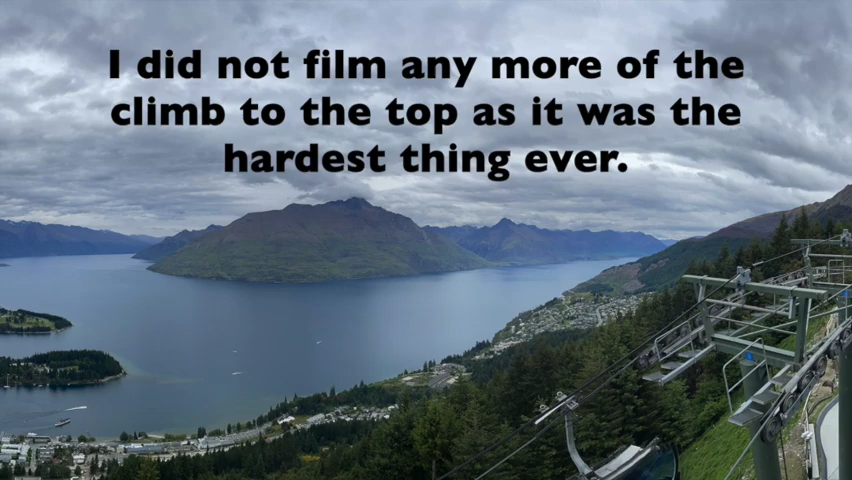 I did not film any more of the
climb to the top as it was the
hardest thing ever.